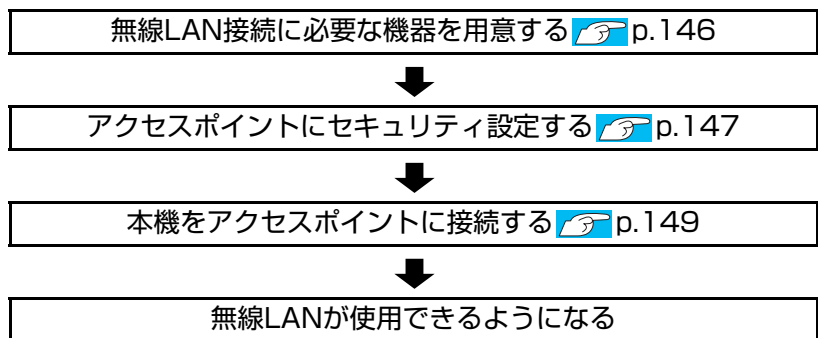 無線LAN接続に必要な機器を用意する p.146
アクセスポイントにセキュリティ設定する p.147
本機をアクセスポイントに接続する p.149
無線LANが使用できるようになる